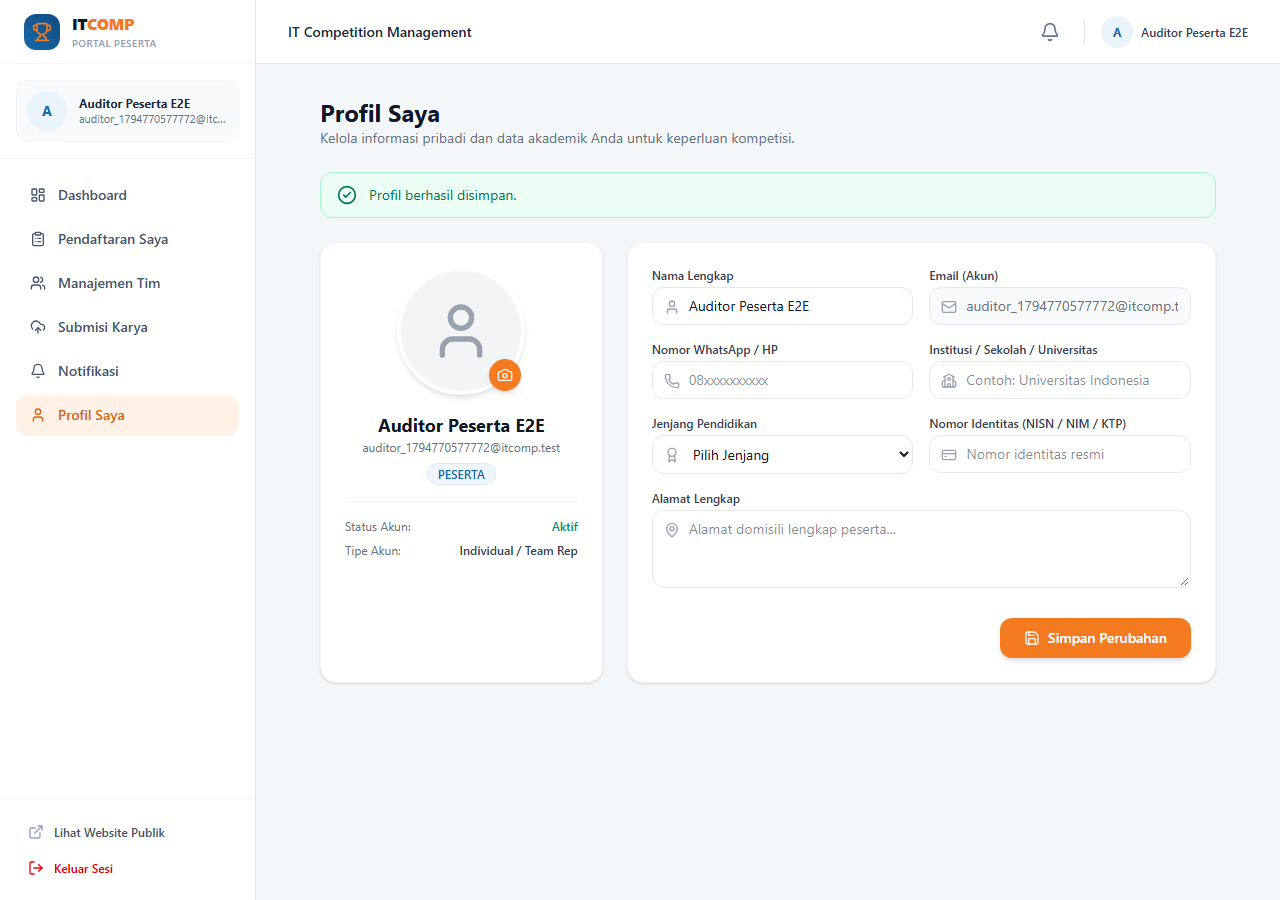 ITCOMP
PORTAL PESERTA
IT Competition Management
A
Auditor Peserta E2E
A
Auditor Peserta E2E
auditor_1794770577772@itc...
Dashboard
Pendaftaran Saya
Manajemen Tim
Submisi Karya
Notifikasi
Profil Saya
Lihat Website Publik
Keluar Sesi
Profil Saya
Kelola informasi pribadi dan data akademik Anda untuk keperluan kompetisi.
Profil berhasil disimpan.
Auditor Peserta E2E
auditor_1794770577772@itcomp.test
PESERTA
Status Akun: Aktif
Tipe Akun: Individual / Team Rep
Nama Lengkap
Auditor Peserta E2E
Email (Akun)
auditor_1794770577772@itcomp.t
Nomor WhatsApp / HP
08xxxxxxxxxx
Institusi / Sekolah / Universitas
Contoh: Universitas Indonesia
Jenjang Pendidikan
Pilih Jenjang
Nomor Identitas (NISN / NIM / KTP)
Nomor identitas resmi
Alamat Lengkap
Alamat domisili lengkap peserta...
Simpan Perubahan